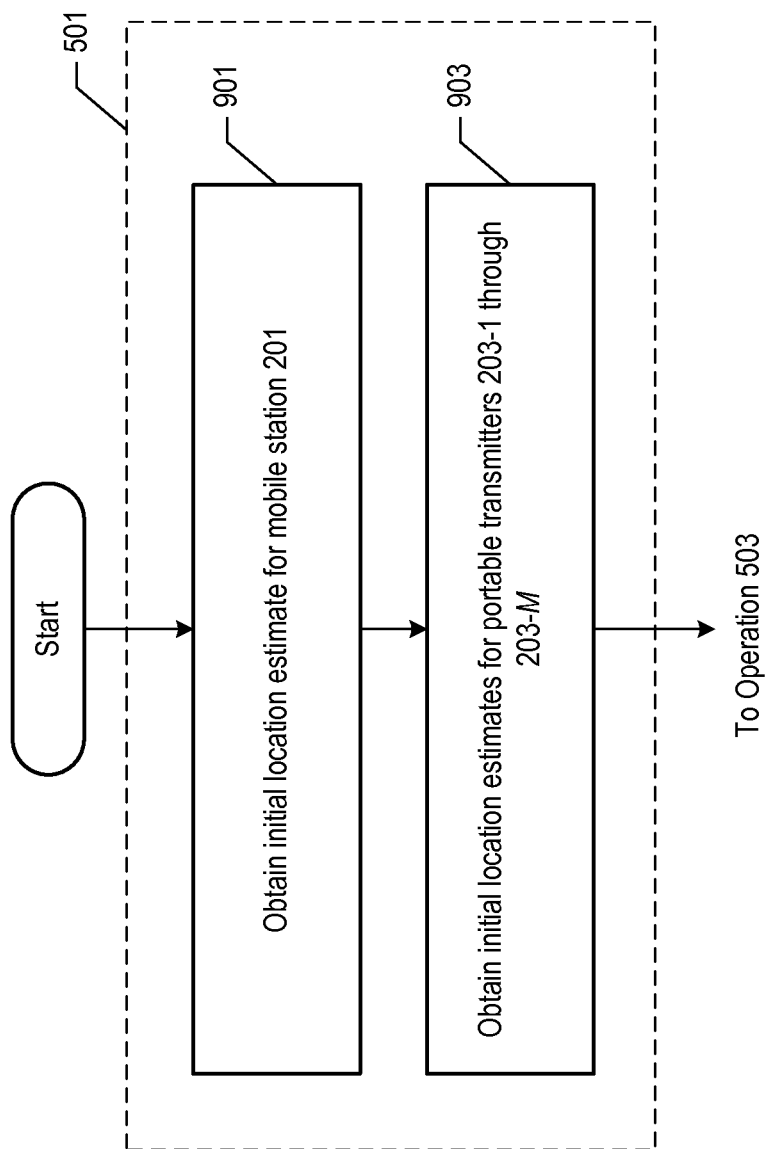 Start
501
901
Obtain initial location estimate for mobile station 201
903
Obtain initial location estimates for portable transmitters 203-1 through
203-M
To Operation 503